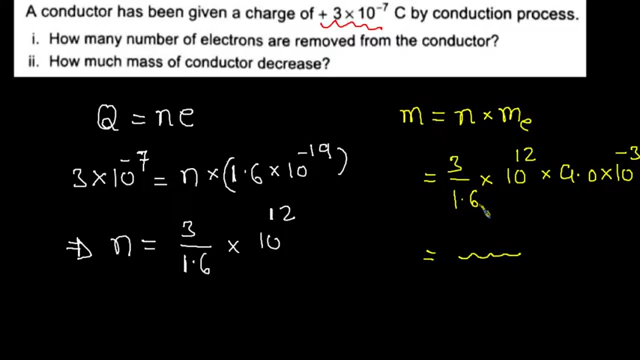 A conductor has been given a charge of + 3 × 10⁻⁷ C by conduction process.
i. How many number of electrons are removed from the conductor?
ii. How much mass of conductor decrease?
Q = ne
3 × 10⁻⁷ = n × (1.6 × 10⁻¹⁹)
⇒ n = 3/1.6 × 10¹²
m = n × mₑ
= 3/1.6 × 10¹² × 9.0 × 10⁻³
=